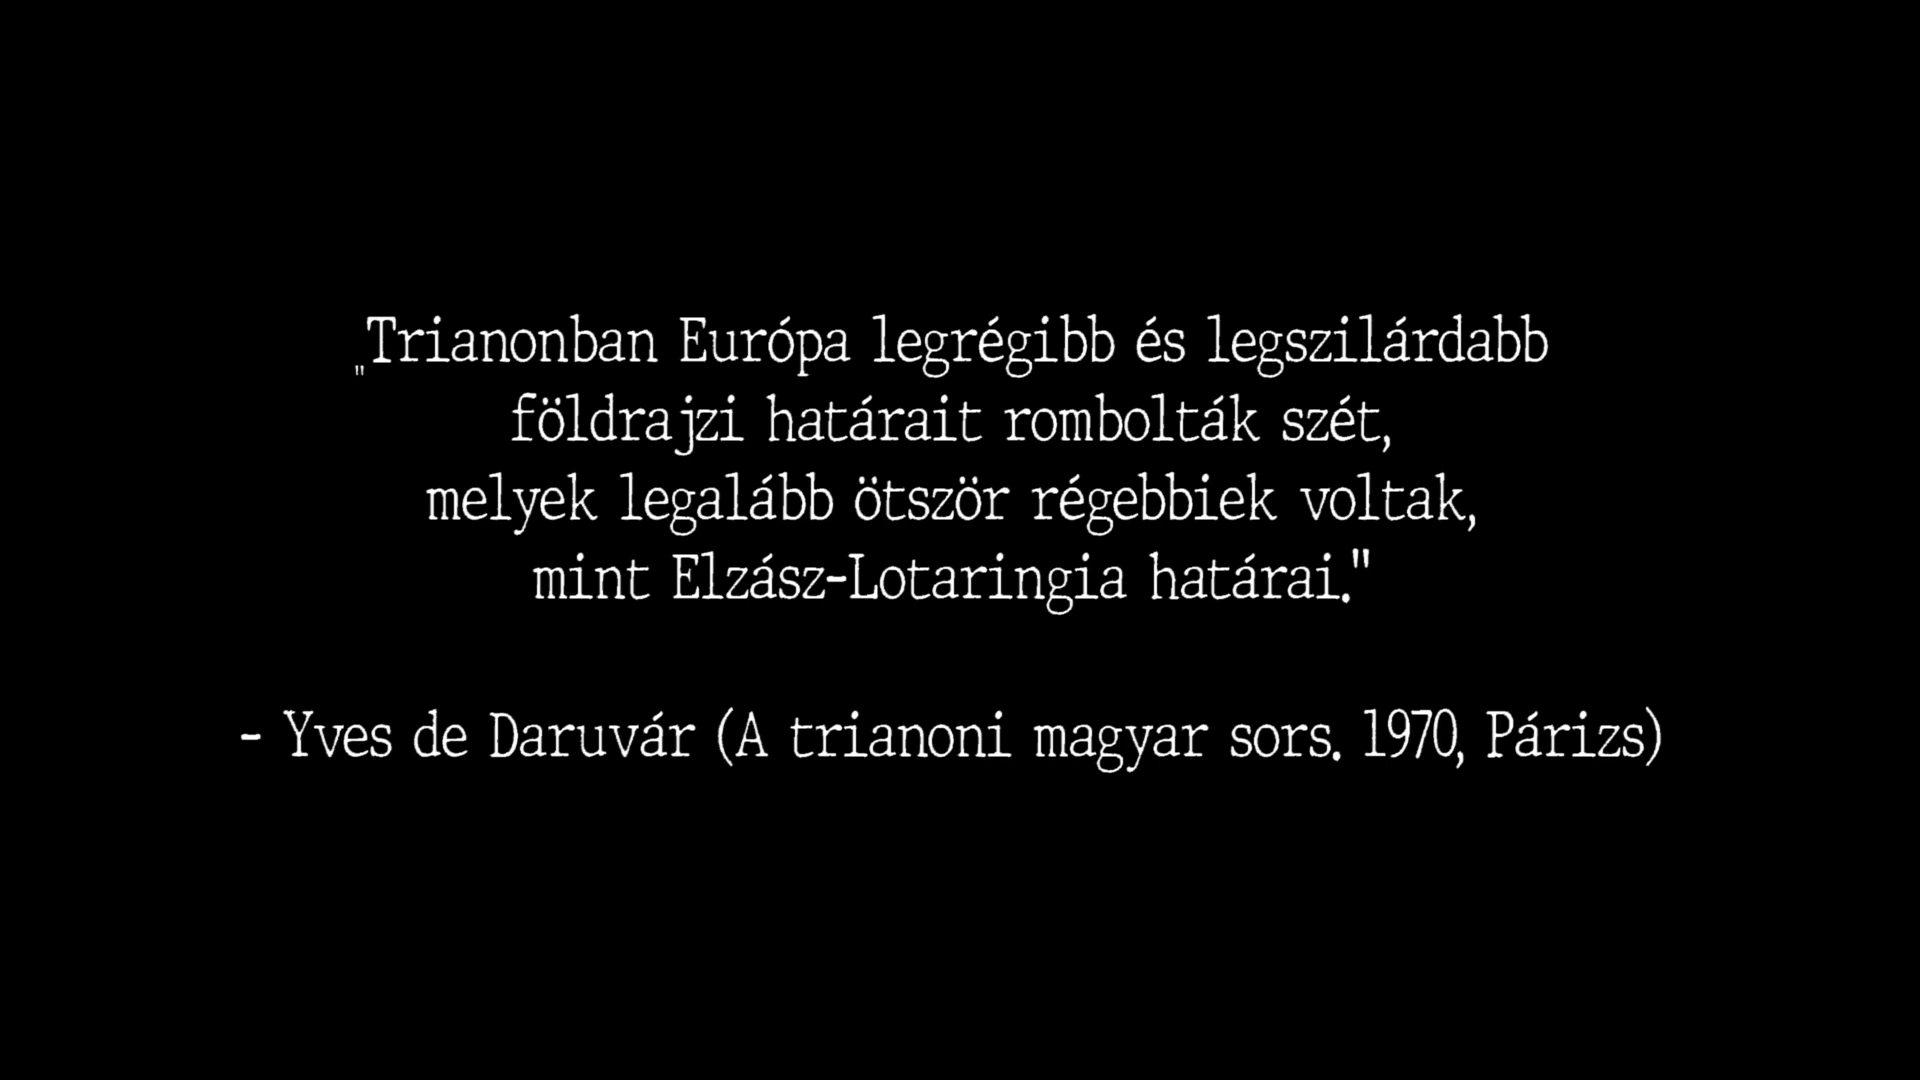 "Trianonban Európa legrégibb és legszilárdabb
földrajzi határait rombolták szét,
melyek legalább ötször régebbiek voltak,
mint Elzász-Lotaringia határai."
- Yves de Daruvár (A trianoni magyar sors. 1970, Párizs)